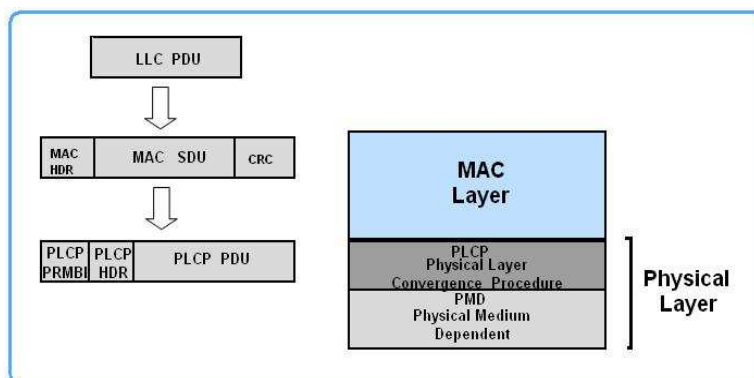 LLC PDU
MAC HDR
MAC SDU
CRC
PLCP PRMBl
PLCP HDR
PLCP PDU
MAC
Layer
PLCP
Physical Layer
Convergence Procedure
PMD
Physical Medium
Dependent
Physical
Layer